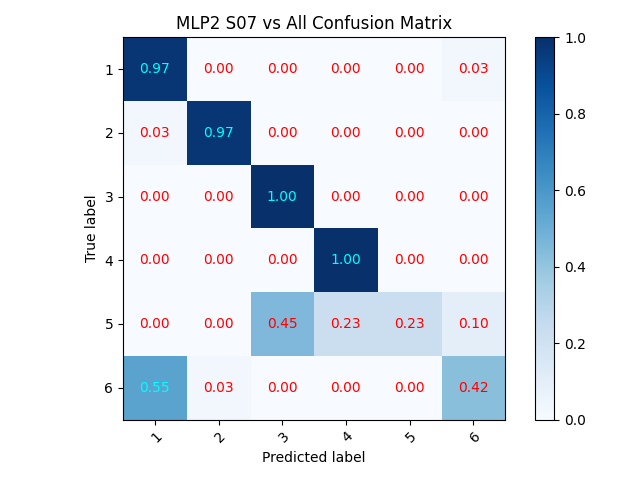 MLP2 S07 vs All Confusion Matrix
True label
1 0.97 0.00 0.00 0.00 0.00 0.03
2 0.03 0.97 0.00 0.00 0.00 0.00
3 0.00 0.00 1.00 0.00 0.00 0.00
4 0.00 0.00 0.00 1.00 0.00 0.00
5 0.00 0.00 0.45 0.23 0.23 0.10
6 0.55 0.03 0.00 0.00 0.00 0.42
1 2 3 4 5 6
Predicted label
1.0
0.8
0.6
0.4
0.2
0.0